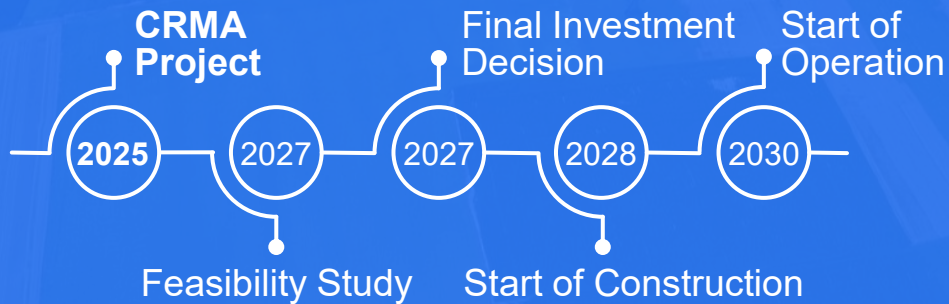 CRMA
Project
Final Investment
Decision
Start of
Operation
2025
2027
2027
2028
2030
Feasibility Study
Start of Construction